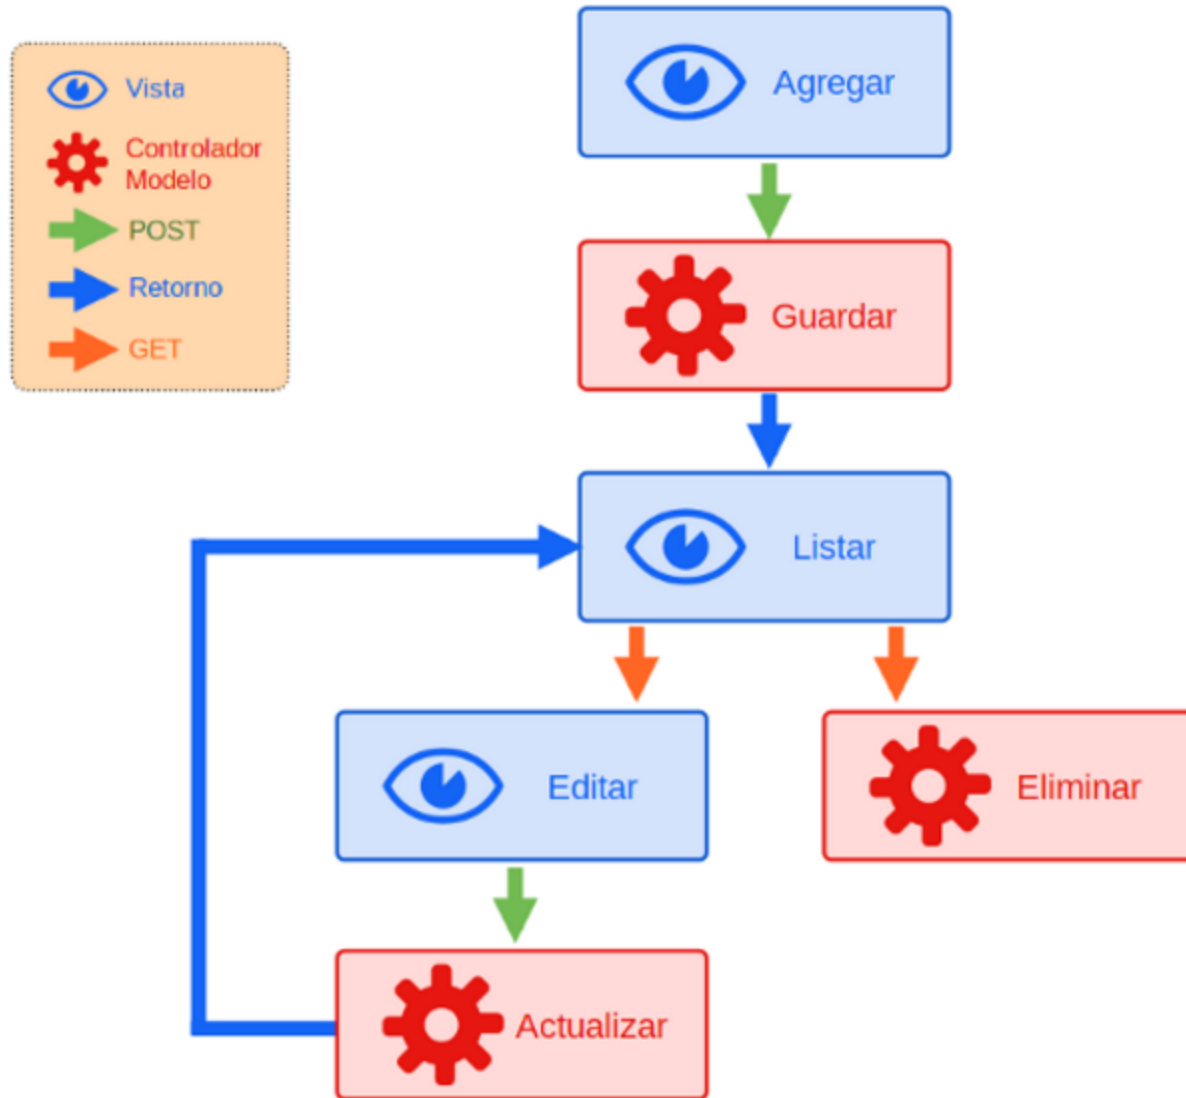 Vista
Controlador
Modelo
POST
Retorno
GET
Agregar
Guardar
Listar
Editar
Eliminar
Actualizar